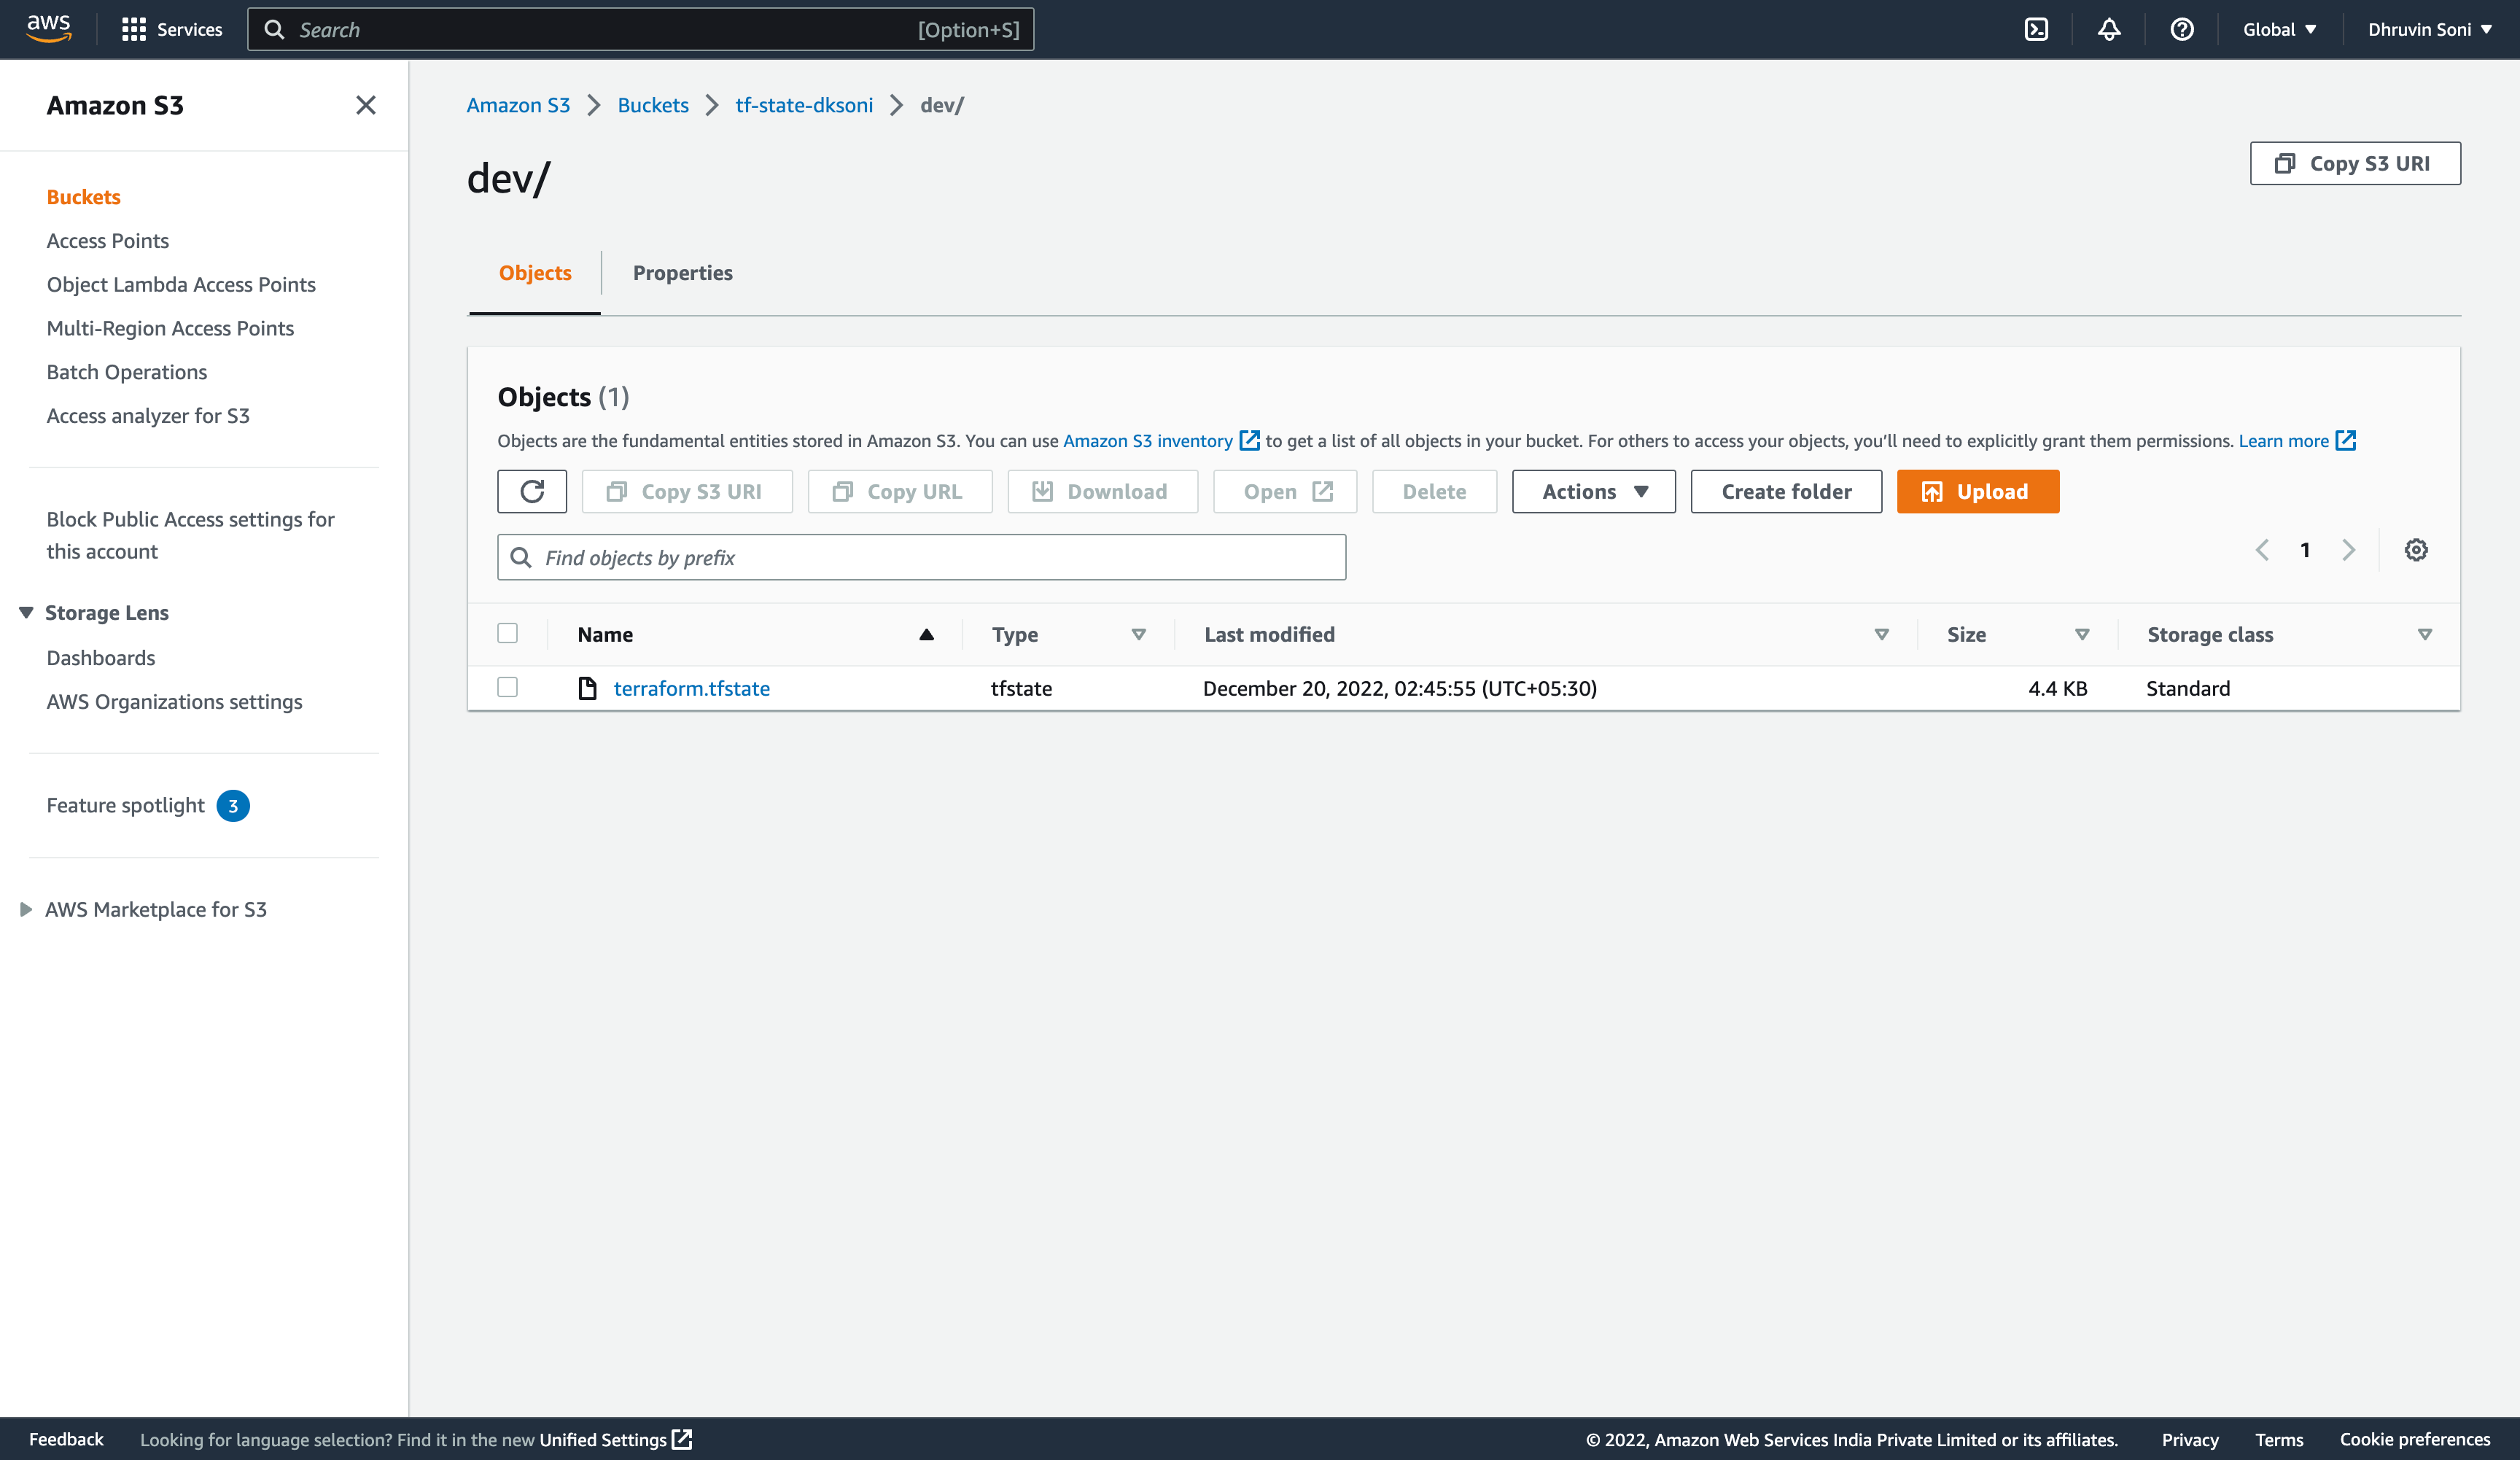 aws Services Search [Option+S] Global Dhruvin Soni
Amazon S3
Buckets
Access Points
Object Lambda Access Points
Multi-Region Access Points
Batch Operations
Access analyzer for S3
Block Public Access settings for
this account
Storage Lens
Dashboards
AWS Organizations settings
Feature spotlight 3
AWS Marketplace for S3
Amazon S3 Buckets tf-state-dksoni dev/
dev/
Copy S3 URI
Objects Properties
Objects (1)
Objects are the fundamental entities stored in Amazon S3. You can use Amazon S3 inventory to get a list of all objects in your bucket. For others to access your objects, you’ll need to explicitly grant them permissions. Learn more
Copy S3 URI Copy URL Download Open Delete Actions Create folder Upload
Find objects by prefix
1
Name Type Last modified Size Storage class
terraform.tfstate tfstate December 20, 2022, 02:45:55 (UTC+05:30) 4.4 KB Standard
Feedback Looking for language selection? Find it in the new Unified Settings © 2022, Amazon Web Services India Private Limited or its affiliates. Privacy Terms Cookie preferences